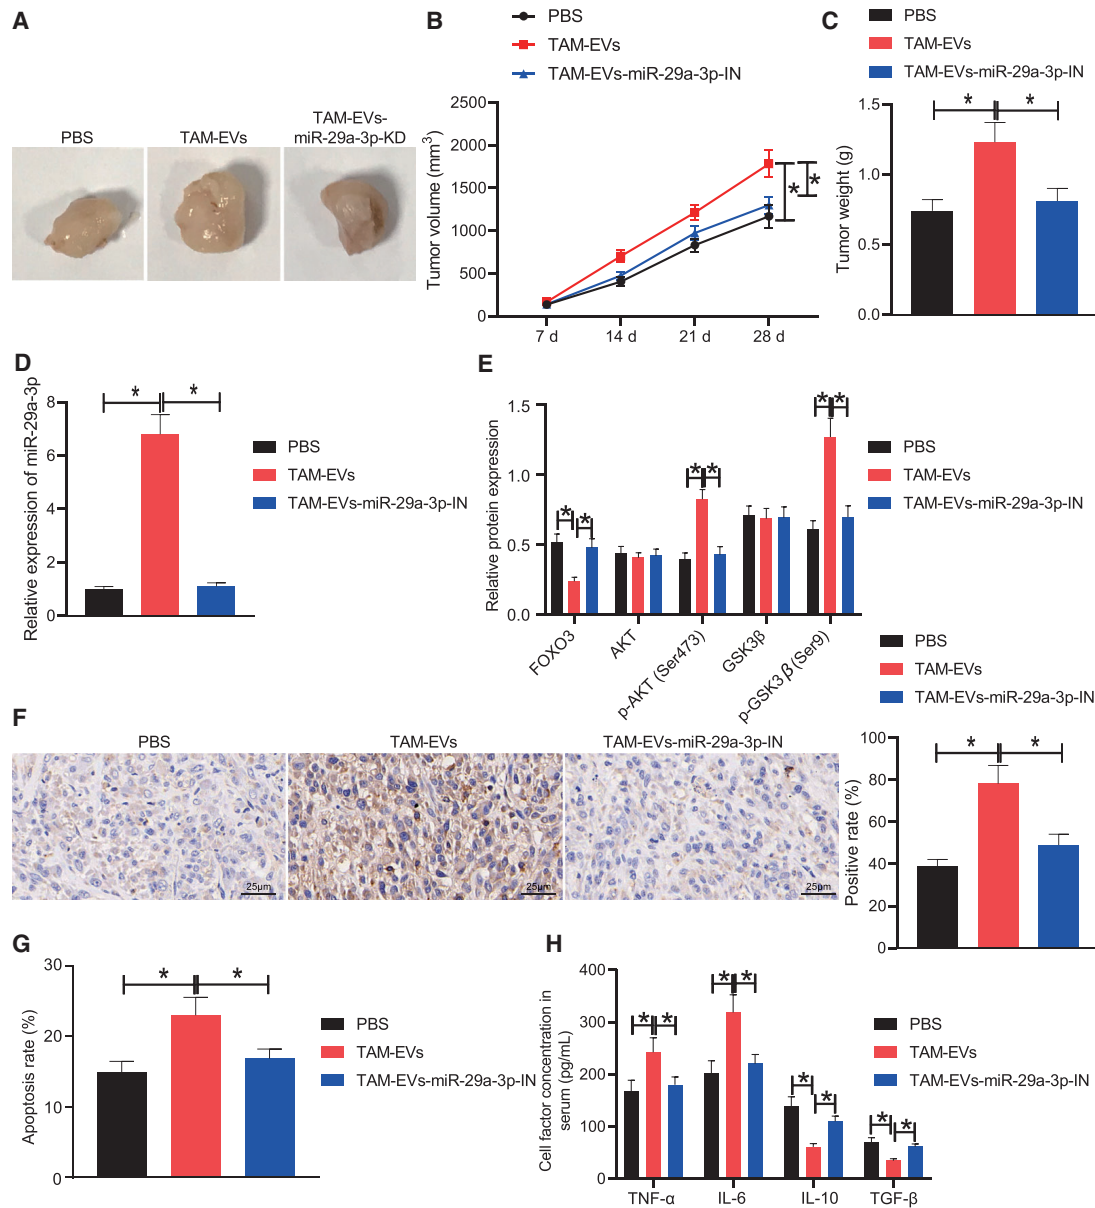 A
PBS
TAM-EVs
TAM-EVs-
miR-29a-3p-KD
B
PBS
TAM-EVs
TAM-EVs-miR-29a-3p-IN
Tumor volume (mm³)
2500
2000
1500
1000
500
0
7 d
14 d
21 d
28 d
*
*
C
PBS
TAM-EVs
TAM-EVs-miR-29a-3p-IN
Tumor weight (g)
1.5
1.0
0.5
0.0
*
*
D
Relative expression of miR-29a-3p
8
6
4
2
0
*
*
PBS
TAM-EVs
TAM-EVs-miR-29a-3p-IN
E
Relative protein expression
1.5
1.0
0.5
0.0
*
*
*
*
*
*
FOXO3
AKT
p-AKT (Ser473)
GSK3β
p-GSK3β (Ser9)
PBS
TAM-EVs
TAM-EVs-miR-29a-3p-IN
F
PBS
TAM-EVs
TAM-EVs-miR-29a-3p-IN
25μm
25μm
25μm
PBS
TAM-EVs
TAM-EVs-miR-29a-3p-IN
Positive rate (%)
100
80
60
40
20
0
*
*
G
Apoptosis rate (%)
30
20
10
0
*
*
PBS
TAM-EVs
TAM-EVs-miR-29a-3p-IN
H
Cell factor concentration in
serum (pg/mL)
400
300
200
100
0
*
*
*
*
*
*
*
*
TNF-α
IL-6
IL-10
TGF-β
PBS
TAM-EVs
TAM-EVs-miR-29a-3p-IN